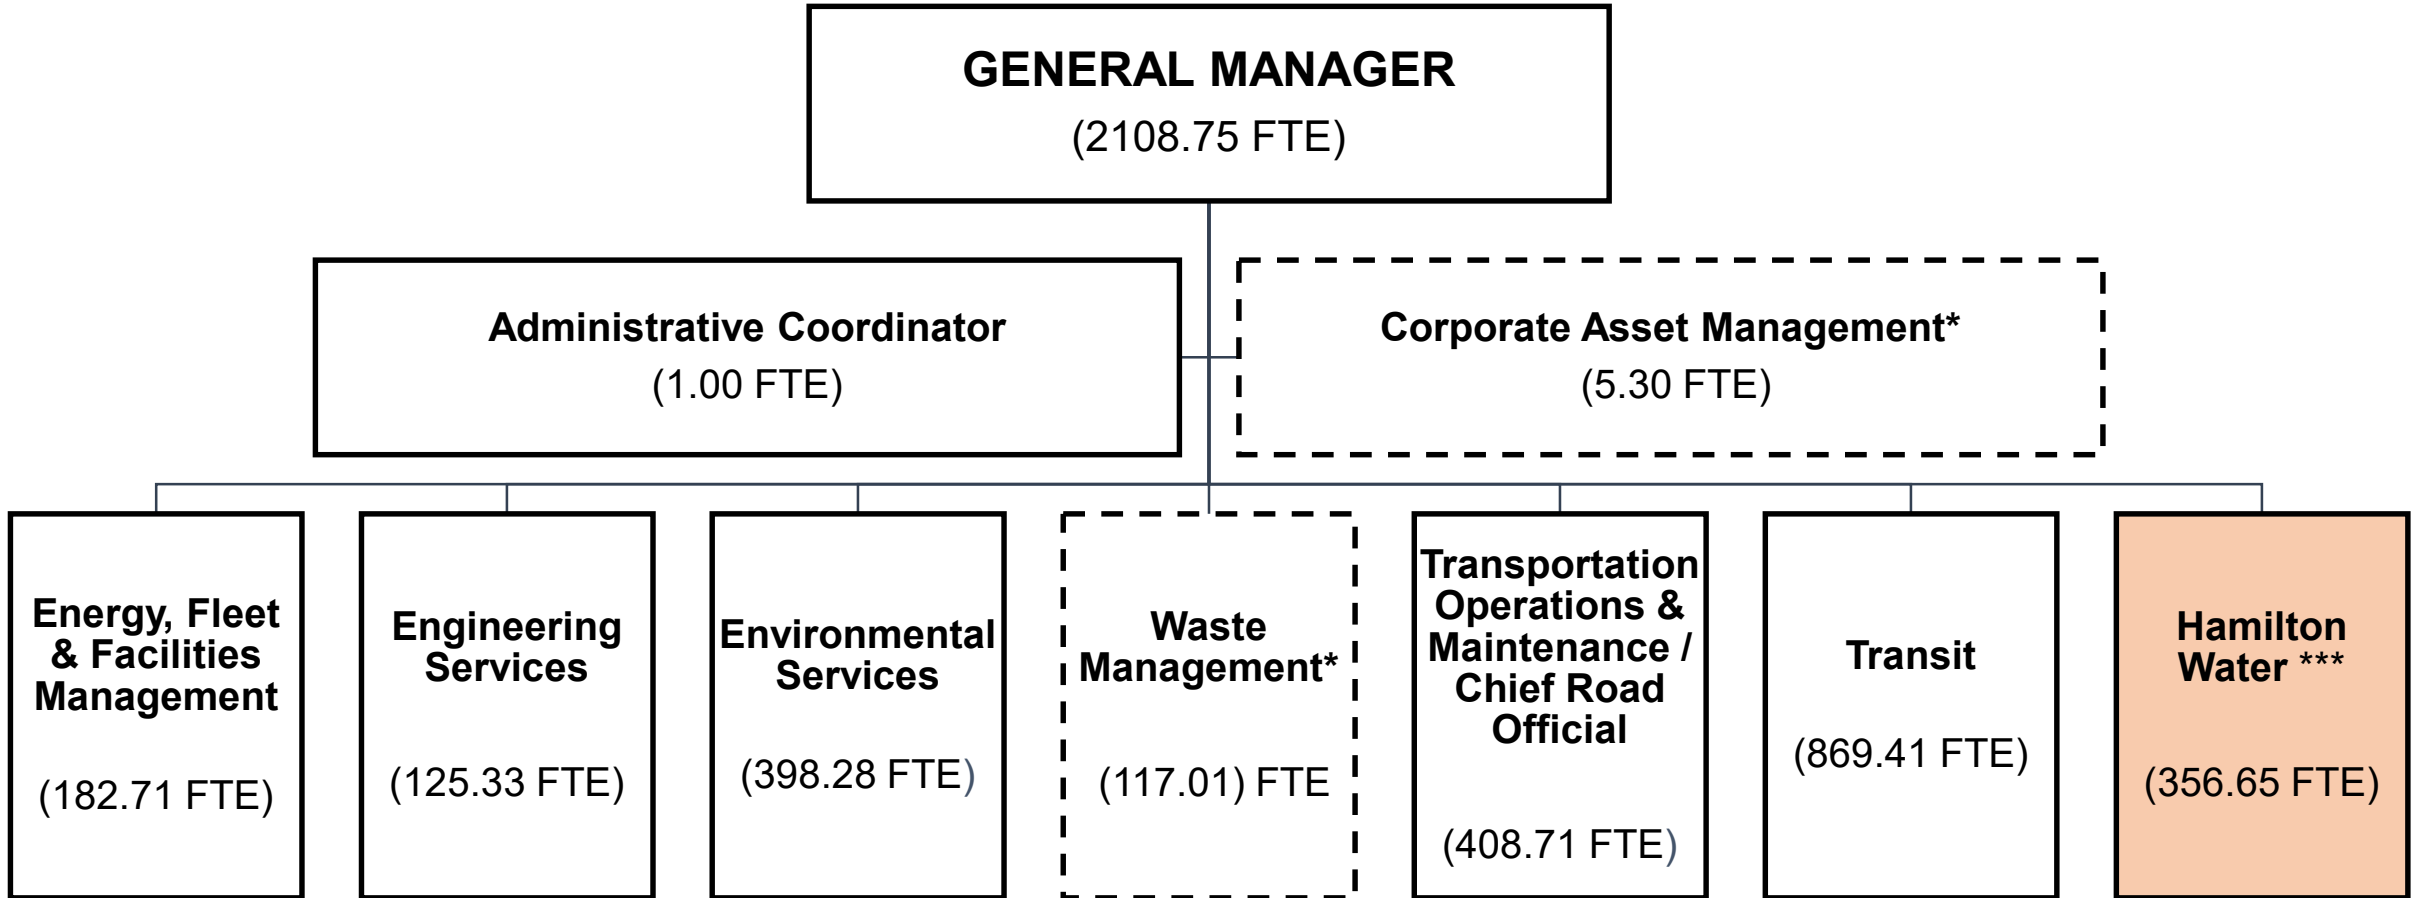 GENERAL MANAGER
(2108.75 FTE)
Administrative Coordinator
(1.00 FTE)
Corporate Asset Management*
(5.30 FTE)
Energy, Fleet
& Facilities
Management
(182.71 FTE)
Engineering
Services
(125.33 FTE)
Environmental
Services
(398.28 FTE)
Waste
Management*
(117.01) FTE
Transportation
Operations &
Maintenance /
Chief Road
Official
(408.71 FTE)
Transit
(869.41 FTE)
Hamilton
Water ***
(356.65 FTE)